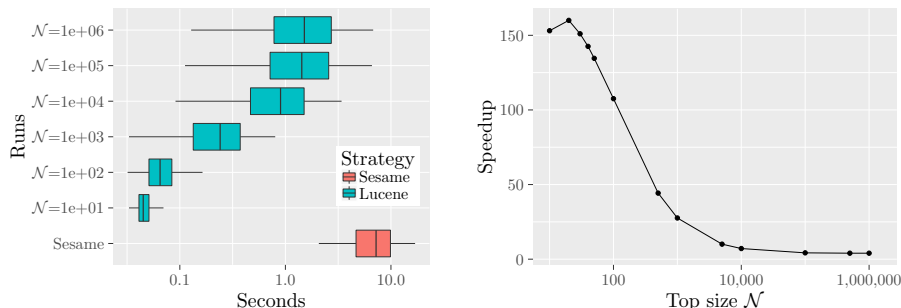 𝒩=1e+06
𝒩=1e+05
𝒩=1e+04
𝒩=1e+03
𝒩=1e+02
𝒩=1e+01
Sesame
Runs
0.1
1.0
10.0
Seconds
Strategy
Sesame
Lucene
150
100
50
0
Speedup
100
10,000
1,000,000
Top size 𝒩